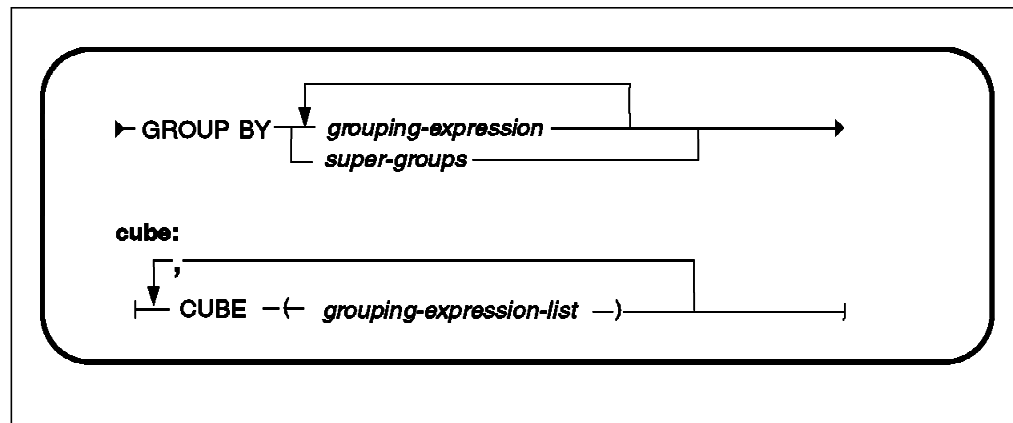 GROUP BY grouping-expression
super-groups
cube:
,
CUBE ( grouping-expression-list )